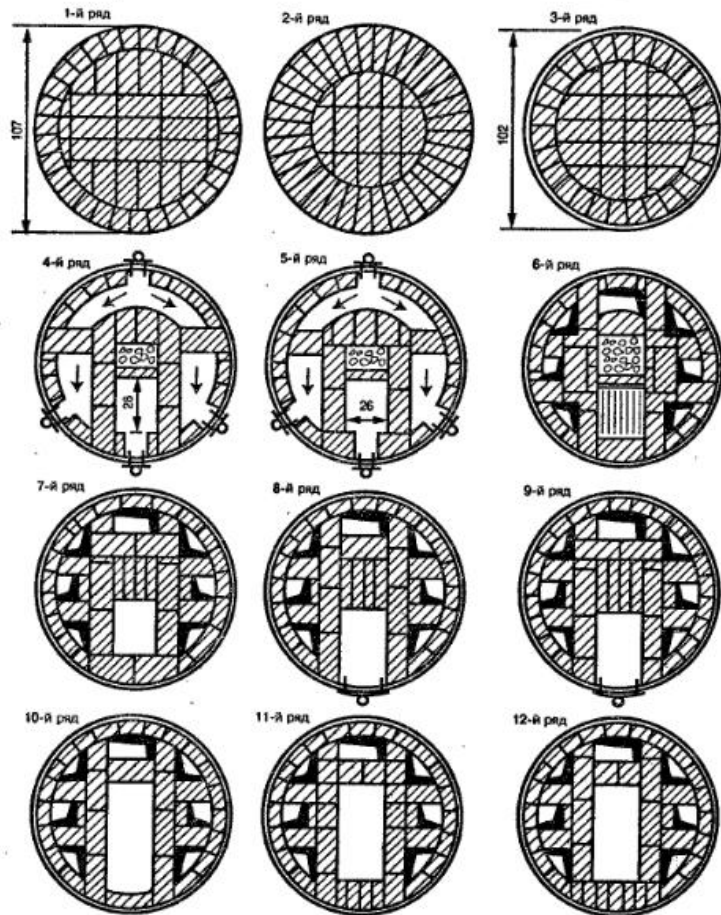 1-й ряд
2-й ряд
3-й ряд
107
102
4-й ряд
5-й ряд
6-й ряд
28
26
7-й ряд
8-й ряд
9-й ряд
10-й ряд
11-й ряд
12-й ряд